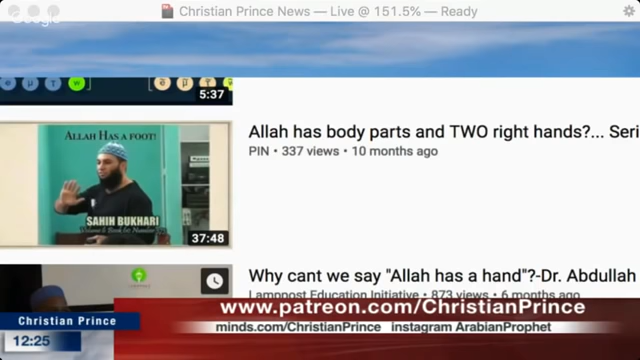 Christian Prince News — Live @ 151.5% — Ready
5:37
ALLAH HAS A FOOT!
SAHIH BUKHARI
37:48
Allah has body parts and TWO right hands?... Seri
PIN • 337 views • 10 months ago
Why cant we say "Allah has a hand"?-Dr. Abdullah
Lamppost Education Initiative • 873 views • 6 months ago
www.patreon.com/ChristianPrince
minds.com/ChristianPrince instagram ArabianProphet
Christian Prince
12:25